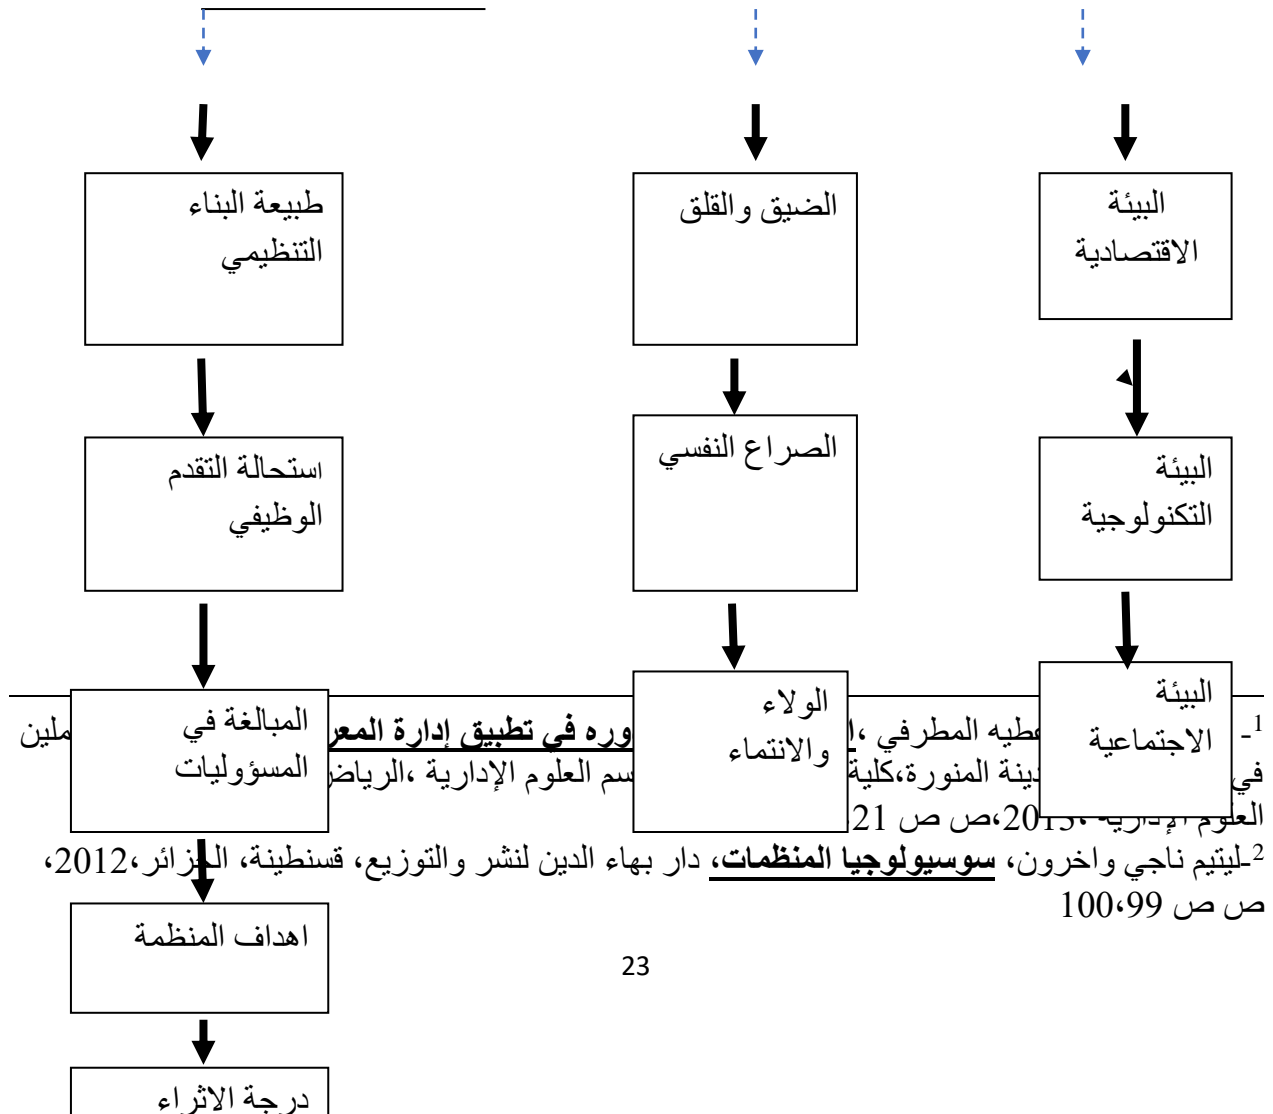 البيئة
الاقتصادية
البيئة
التكنولوجية
البيئة
الاجتماعية
الضيق والقلق
الصراع النفسي
الولاء
والانتماء
طبيعة البناء
التنظيمي
استحالة التقدم
الوظيفي
المبالغة في
المسؤوليات
اهداف المنظمة
درجة الاثراء
1- عطيه المطرفي، وره في تطبيق إدارة المعر ملين
في دينة المنورة،كلية سم العلوم الإدارية ،الرياض
العلوم الإدارية ،2013،ص ص 21
2-ليتيم ناجي واخرون، سوسيولوجيا المنظمات، دار بهاء الدين لنشر والتوزيع، قسنطينة، الجزائر،2012،
ص ص 99،100
23